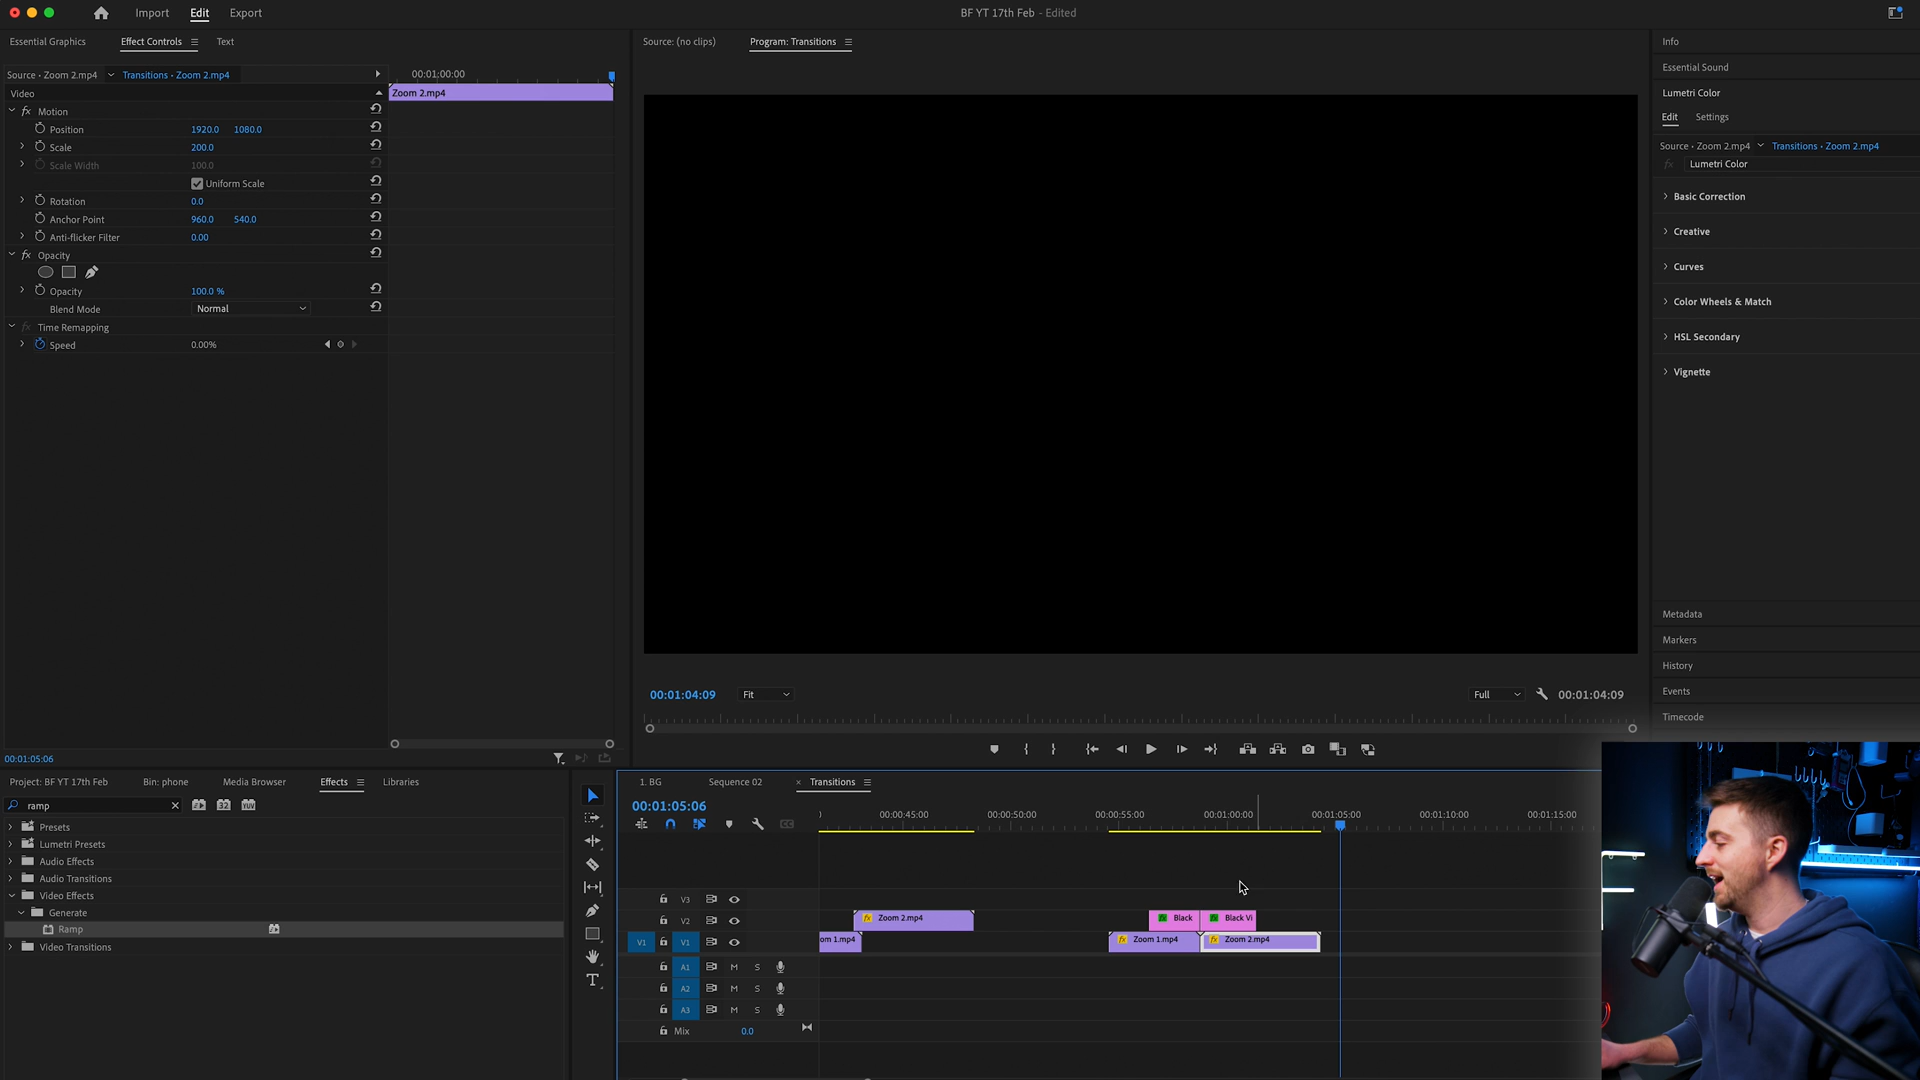 Import Edit Export
BF YT 17th Feb - Edited
Essential Graphics Effect Controls Text
Source · Zoom 2.mp4 Transitions · Zoom 2.mp4
00:01:00:00
Video
Zoom 2.mp4
fx Motion
Position 1920.0 1080.0
Scale 200.0
Scale Width 100.0
Uniform Scale
Rotation 0.0
Anchor Point 960.0 540.0
Anti-flicker Filter 0.00
fx Opacity
Opacity 100.0 %
Blend Mode Normal
fx Time Remapping
Speed 0.00%
00:01:05:06
Source: (no clips) Program: Transitions
00:01:04:09 Fit Full 00:01:04:09
Info
Essential Sound
Lumetri Color
Edit Settings
Source · Zoom 2.mp4 Transitions · Zoom 2.mp4
fx Lumetri Color
Basic Correction
Creative
Curves
Color Wheels & Match
HSL Secondary
Vignette
Metadata
Markers
History
Events
Timecode
Project: BF YT 17th Feb Bin: phone Media Browser Effects Libraries
ramp
Presets
Lumetri Presets
Audio Effects
Audio Transitions
Video Effects
Generate
Ramp
Video Transitions
1. BG Sequence 02 × Transitions
00:01:05:06
00:00:45:00 00:00:50:00 00:00:55:00 00:01:00:00 00:01:05:00 00:01:10:00 00:01:15:00
V3
V2 fx Zoom 2.mp4 fx Black fx Black Vi
V1 V1 om 1.mp4 fx Zoom 1.mp4 fx Zoom 2.mp4
A1 M S
A2 M S
A3 M S
Mix 0.0